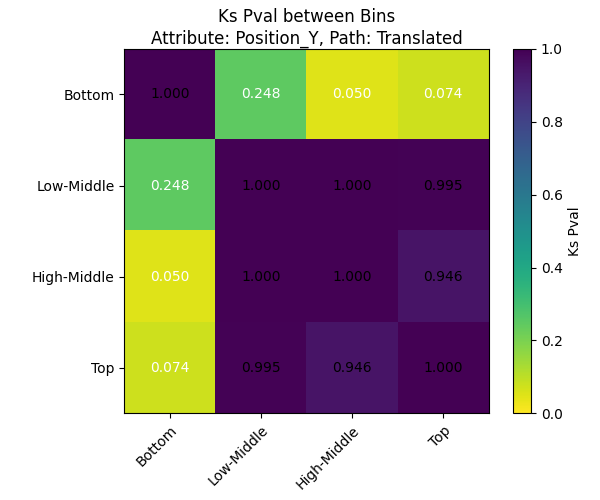 Ks Pval between Bins
Attribute: Position_Y, Path: Translated
Bottom 1.000 0.248 0.050 0.074
Low-Middle 0.248 1.000 1.000 0.995
High-Middle 0.050 1.000 1.000 0.946
Top 0.074 0.995 0.946 1.000
Bottom Low-Middle High-Middle Top
1.0
0.8
0.6
0.4
0.2
0.0
Ks Pval